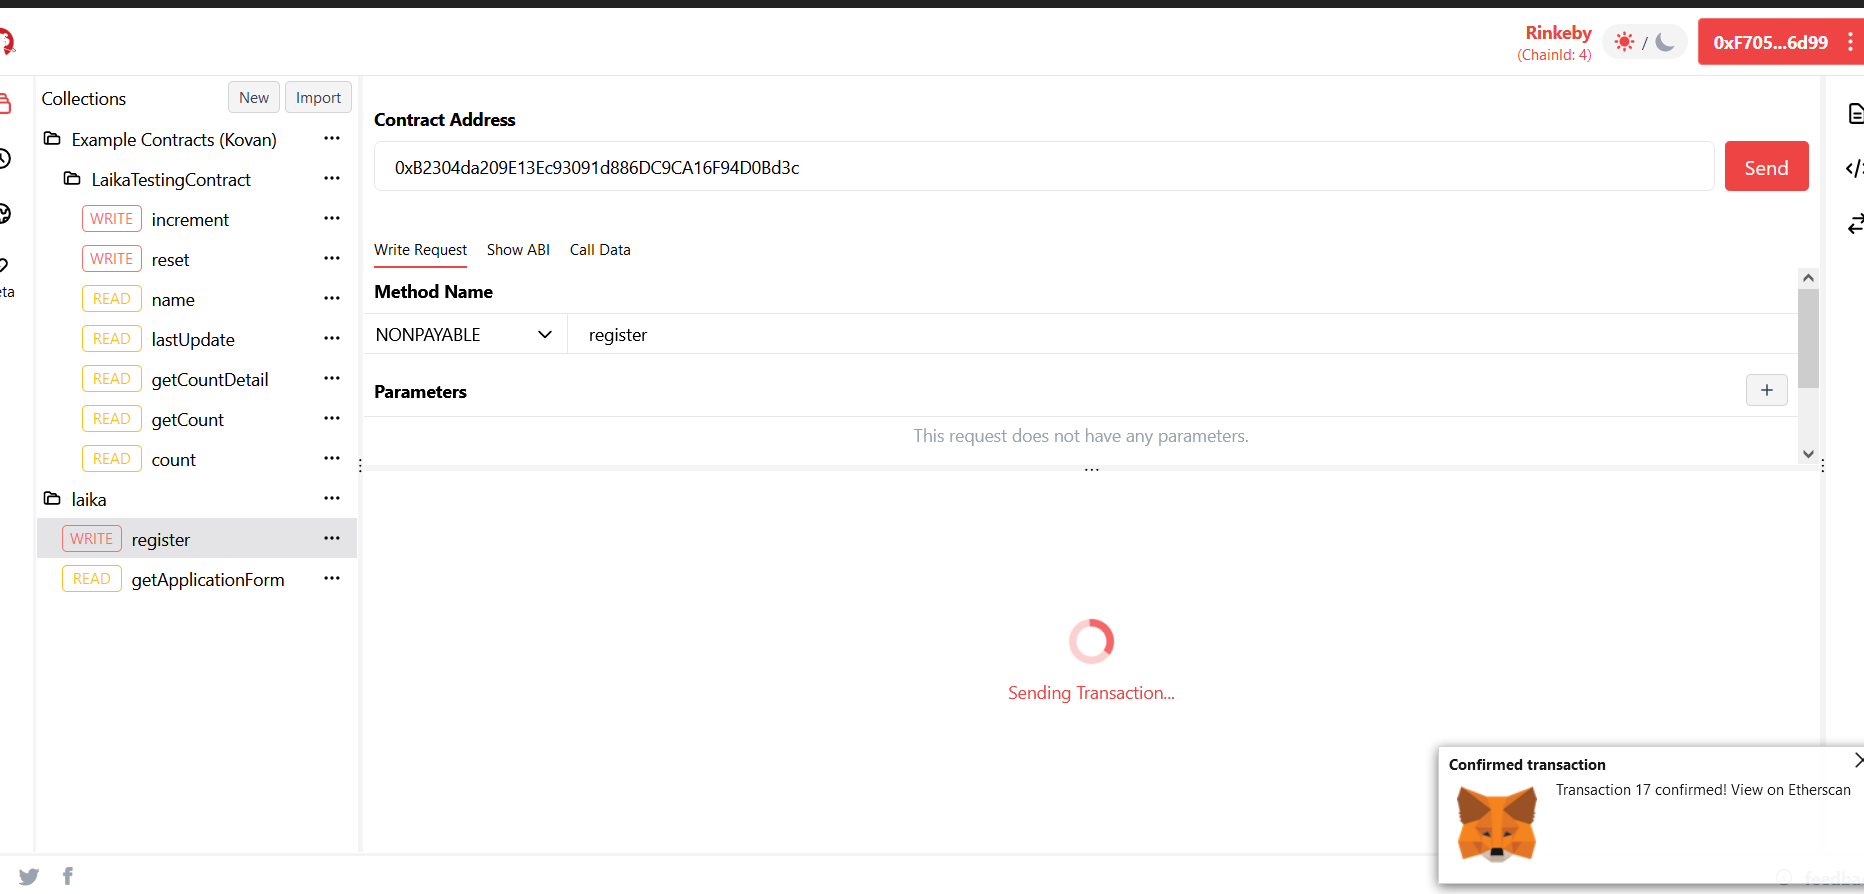 Rinkeby
(ChainId: 4)
/
0xF705...6d99
Collections
New
Import
Example Contracts (Kovan)
LaikaTestingContract
WRITE increment
WRITE reset
READ name
READ lastUpdate
READ getCountDetail
READ getCount
READ count
laika
WRITE register
READ getApplicationForm
eta
Contract Address
0xB2304da209E13Ec93091d886DC9CA16F94D0Bd3c
Send
Write Request
Show ABI
Call Data
Method Name
NONPAYABLE
register
Parameters
+
This request does not have any parameters.
Sending Transaction...
Confirmed transaction
Transaction 17 confirmed! View on Etherscan
feedba